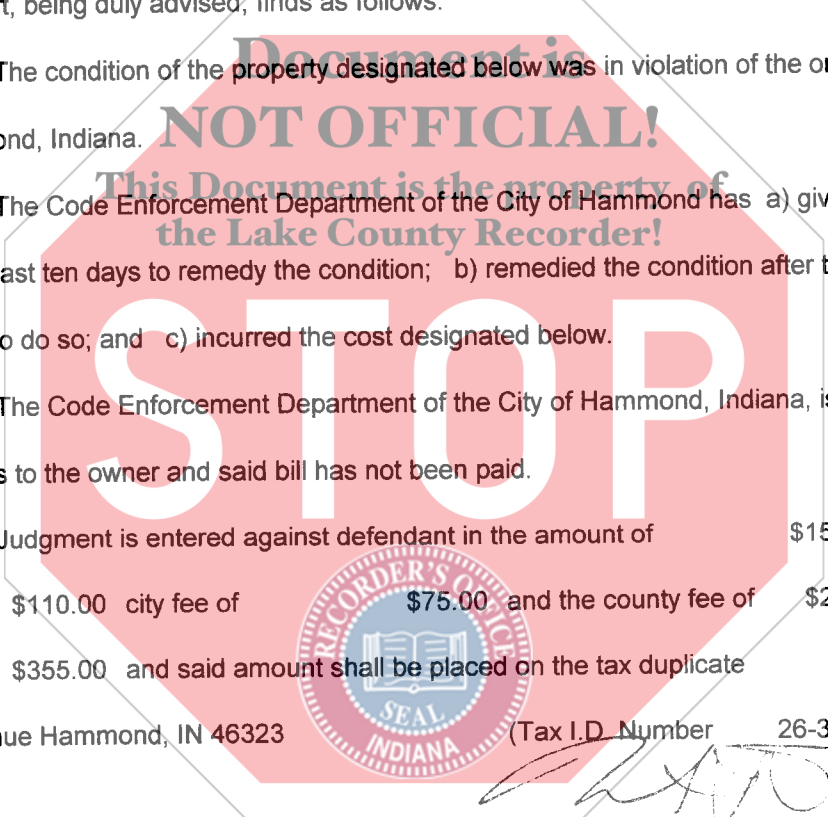 t, being duly advised, finds as follows:
Document is
The condition of the property designated below was in violation of the or
NOT OFFICIAL!
ond, Indiana.
This Document is the property of
The Code Enforcement Department of the City of Hammond has a) giv
the Lake County Recorder!
ast ten days to remedy the condition; b) remedied the condition after t
o do so; and c) incurred the cost designated below.
STOP
The Code Enforcement Department of the City of Hammond, Indiana, is
s to the owner and said bill has not been paid.
Judgment is entered against defendant in the amount of $15
$110.00 city fee of $75.00 and the county fee of $2
$355.00 and said amount shall be placed on the tax duplicate
RECORDER'S OFFICE
SEAL
INDIANA
nue Hammond, IN 46323 (Tax I.D. Number 26-3